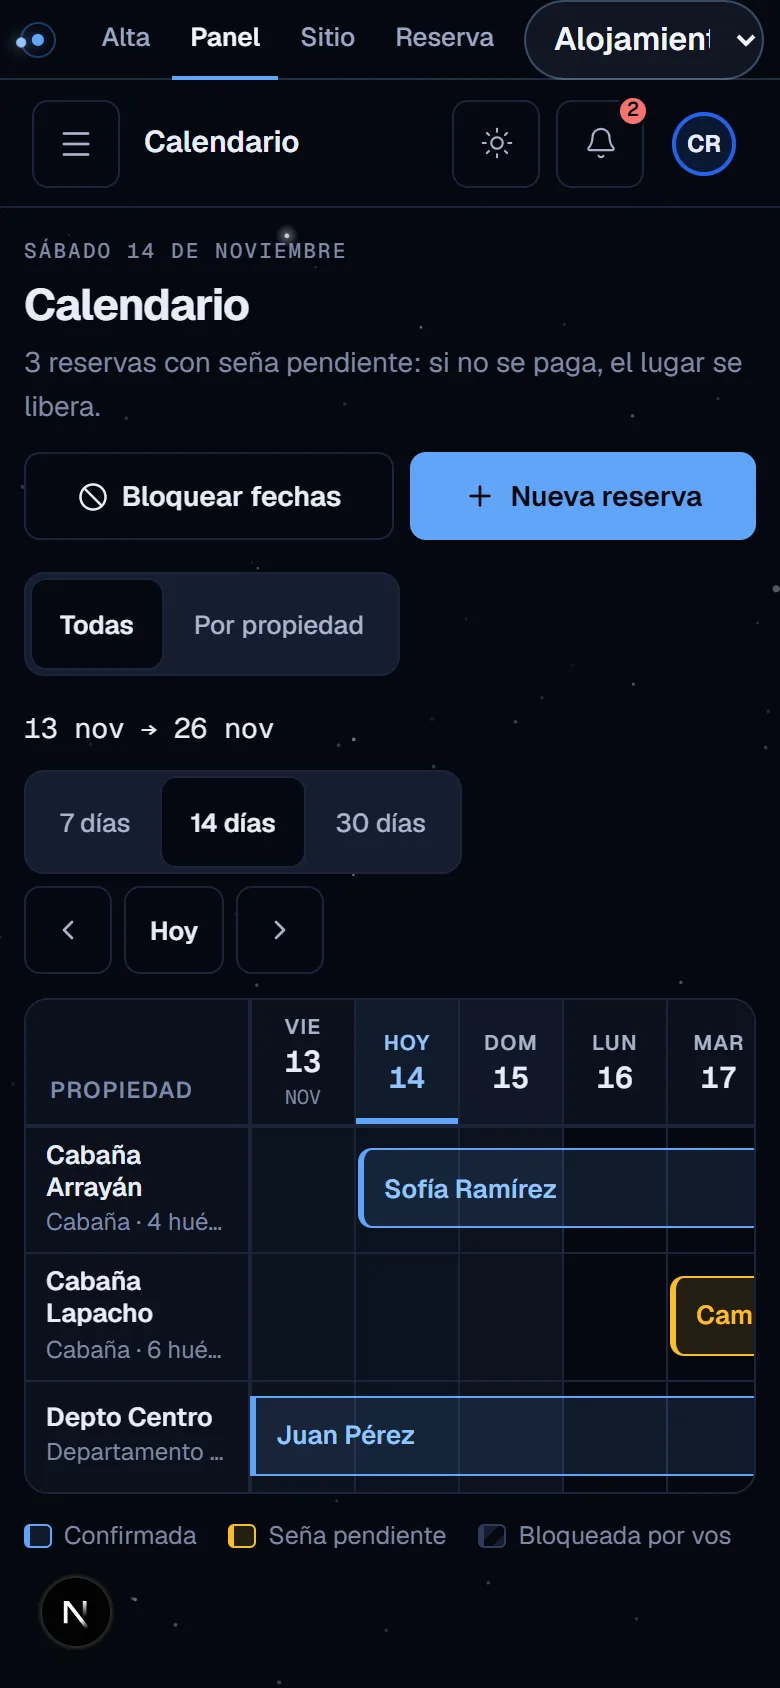 Alta Panel Sitio Reserva Alojamient
Calendario 2 CR
SÁBADO 14 DE NOVIEMBRE
Calendario
3 reservas con seña pendiente: si no se paga, el lugar se
libera.
Bloquear fechas + Nueva reserva
Todas Por propiedad
13 nov → 26 nov
7 días 14 días 30 días
Hoy
PROPIEDAD
VIE
13
NOV
HOY
14
DOM
15
LUN
16
MAR
17
Cabaña
Arrayán
Cabaña · 4 hué...
Sofía Ramírez
Cabaña
Lapacho
Cabaña · 6 hué...
Cam
Depto Centro
Departamento ...
Juan Pérez
Confirmada Seña pendiente Bloqueada por vos
N